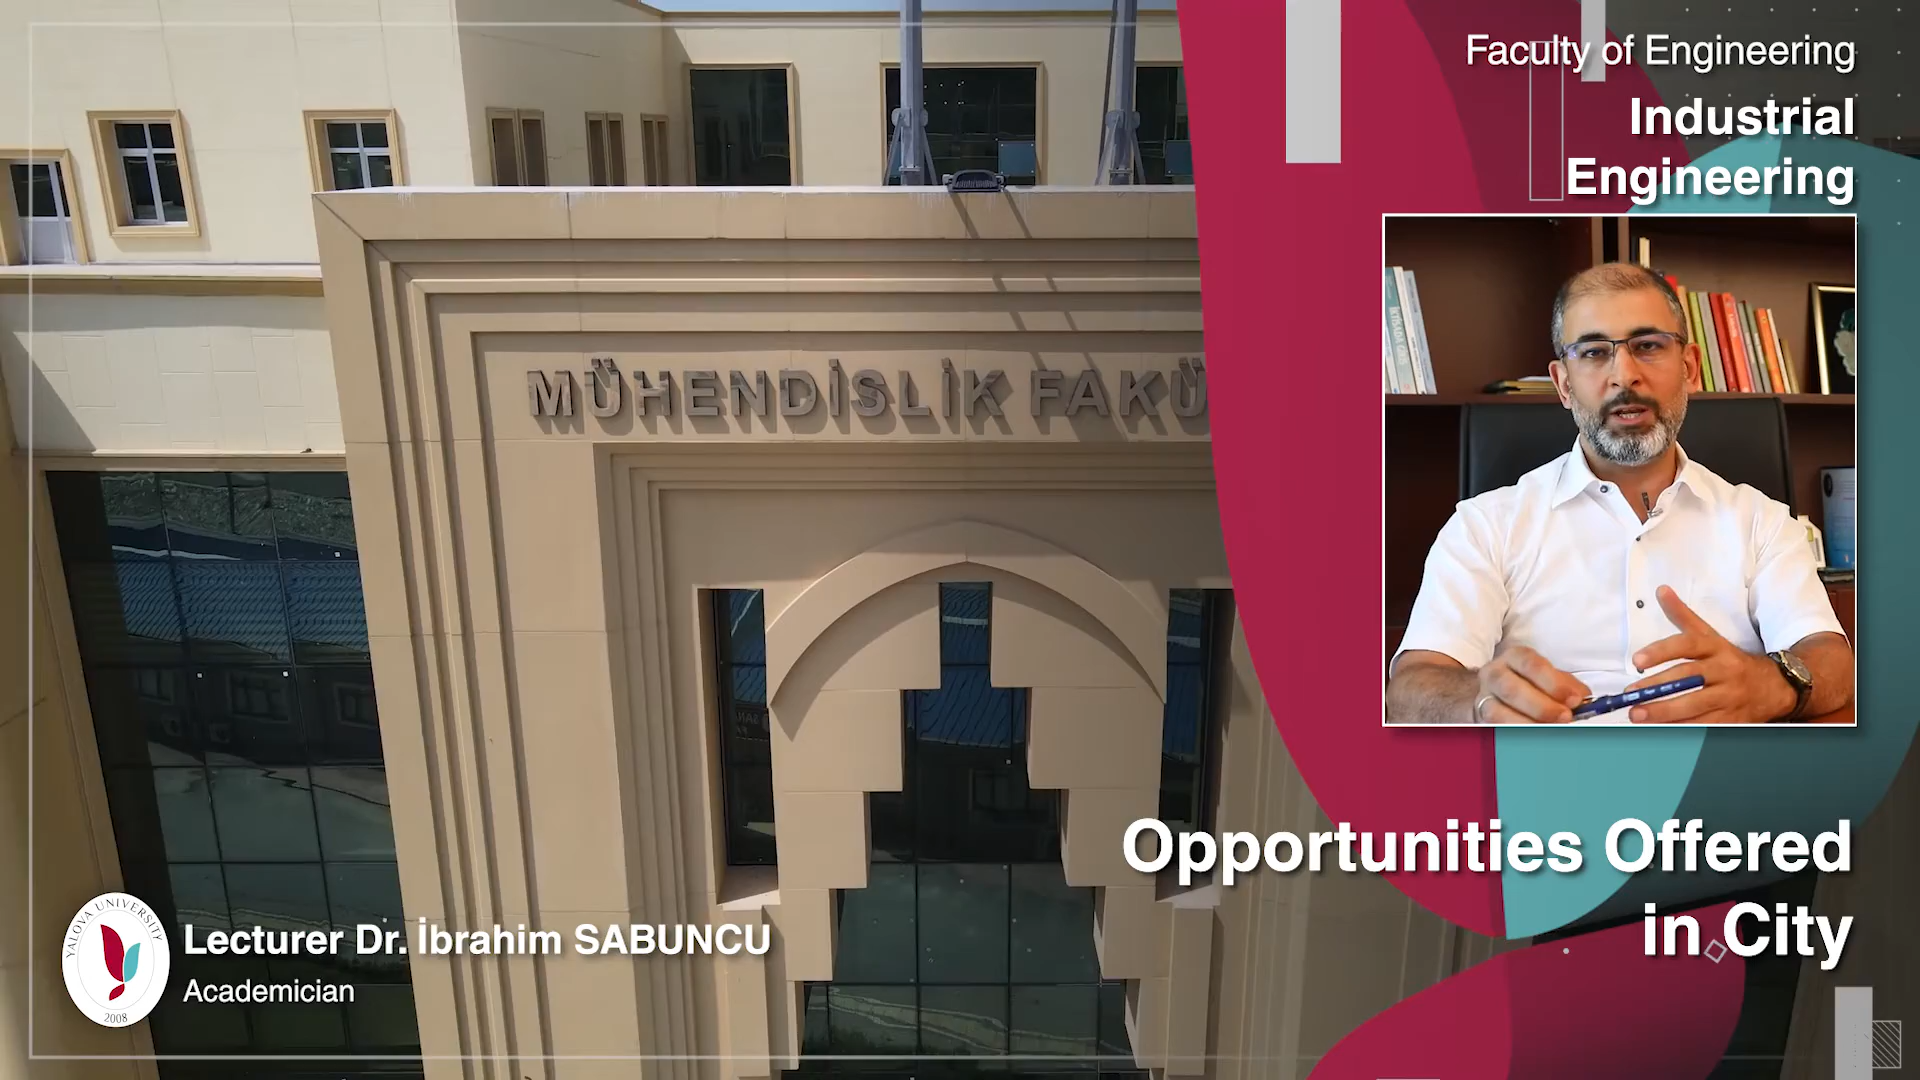 Faculty of Engineering
Industrial
Engineering
MÜHENDİSLİK FAKÜ
Opportunities Offered
in City
Lecturer Dr. İbrahim SABUNCU
Academician
YALOVA UNIVERSITY
2008